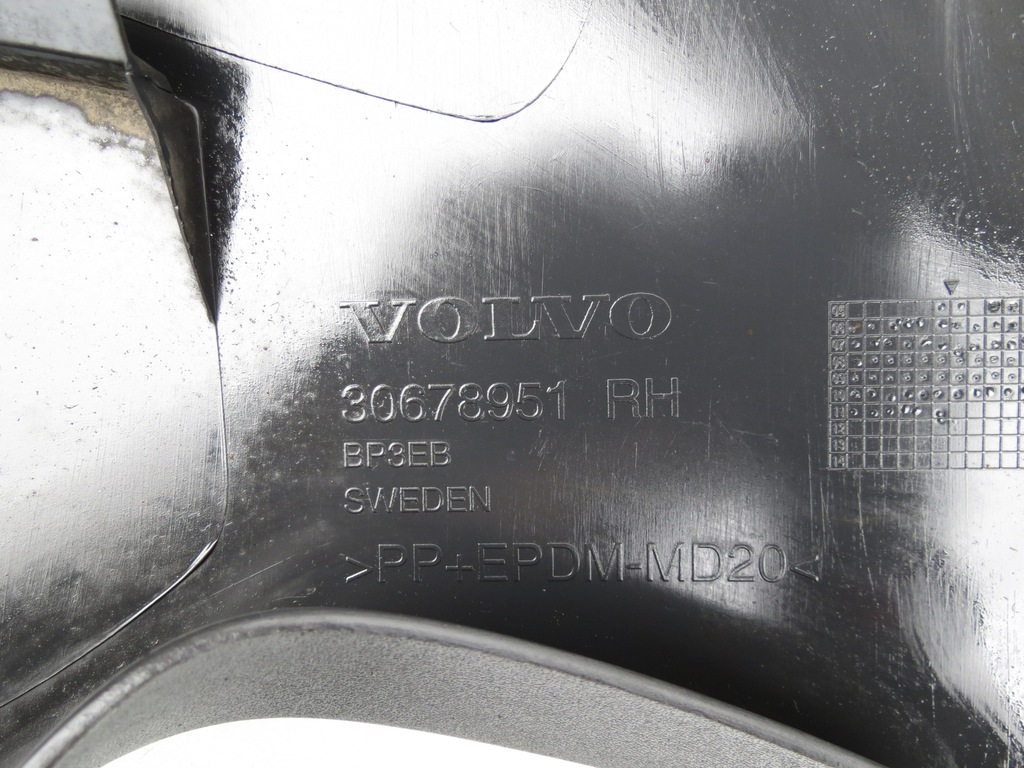 VOLVO
30678951 RH
BP3EB
SWEDEN
>PP+EPDM-MD20<